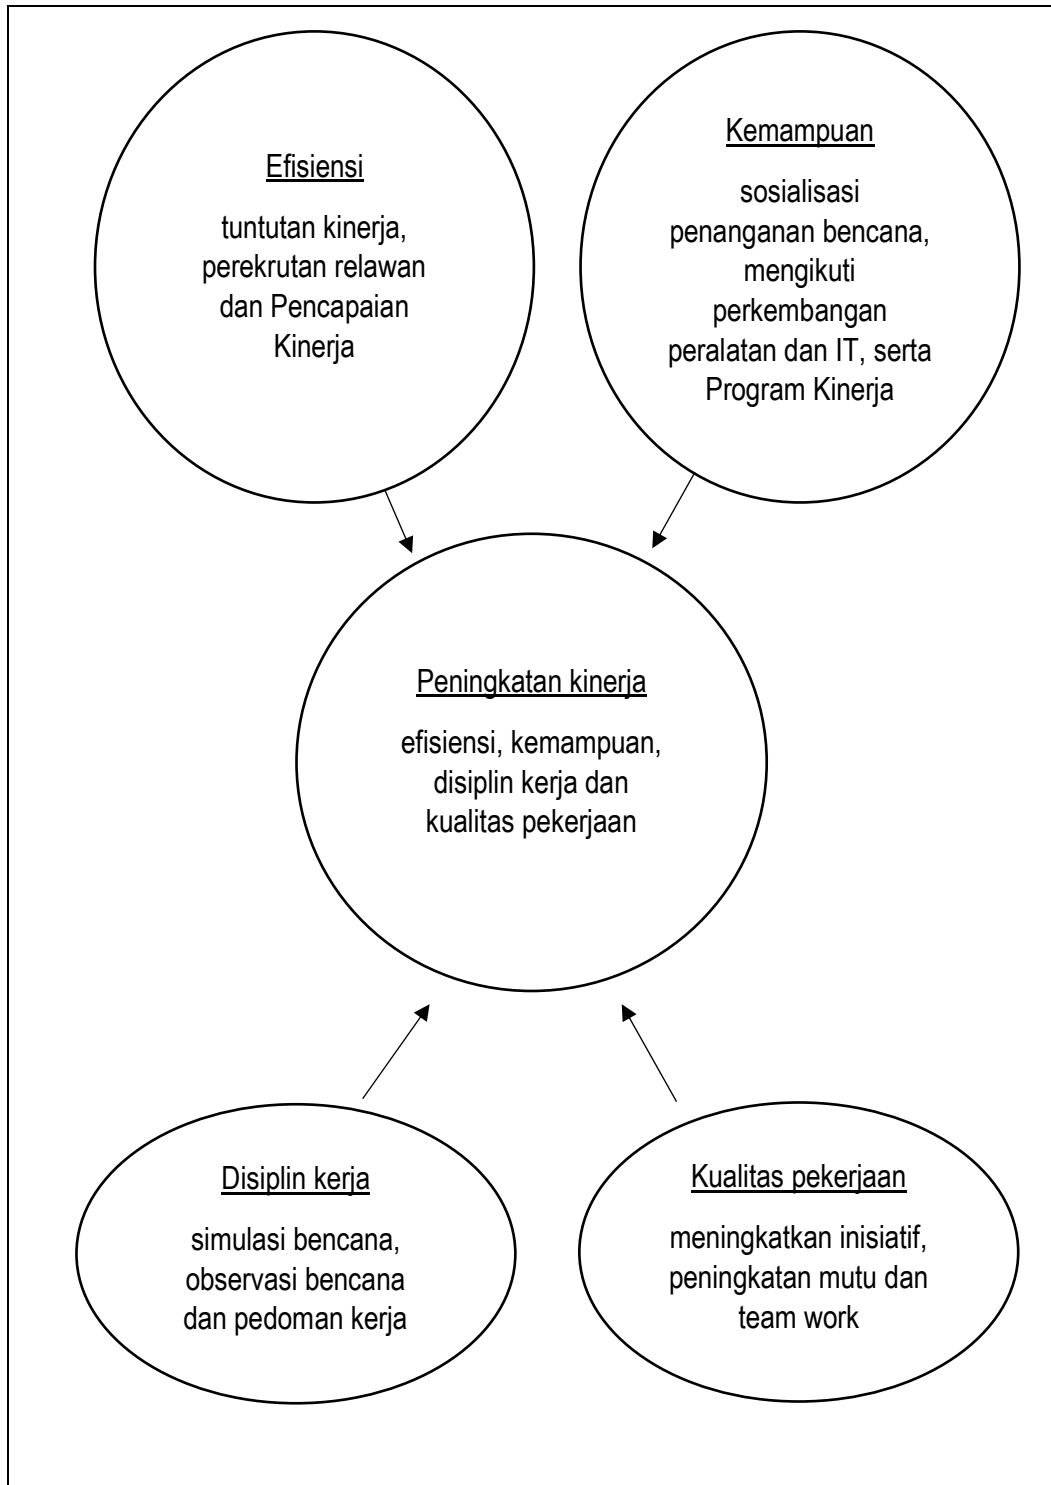 Efisiensi
tuntutan kinerja,
perekrutan relawan
dan Pencapaian
Kinerja
Kemampuan
sosialisasi
penanganan bencana,
mengikuti
perkembangan
peralatan dan IT, serta
Program Kinerja
Peningkatan kinerja
efisiensi, kemampuan,
disiplin kerja dan
kualitas pekerjaan
Disiplin kerja
simulasi bencana,
observasi bencana
dan pedoman kerja
Kualitas pekerjaan
meningkatkan inisiatif,
peningkatan mutu dan
team work